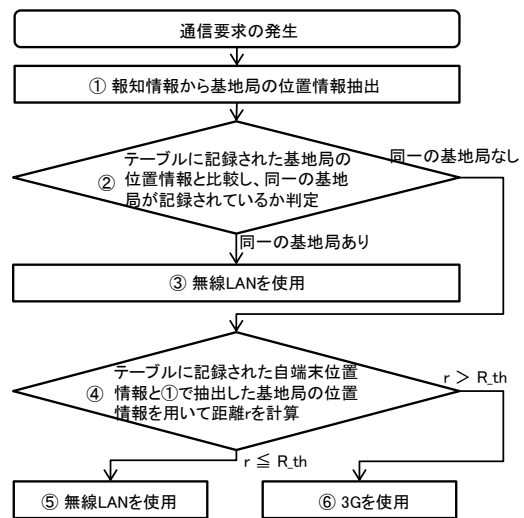 通信要求の発生
① 報知情報から基地局の位置情報抽出
テーブルに記録された基地局の
② 位置情報と比較し、同一の基地
局が記録されているか判定
同一の基地局なし
同一の基地局あり
③ 無線LANを使用
テーブルに記録された自端末位置
④ 情報と①で抽出した基地局の位置
情報を用いて距離rを計算
r > R_th
r ≦ R_th
⑤ 無線LANを使用
⑥ 3Gを使用